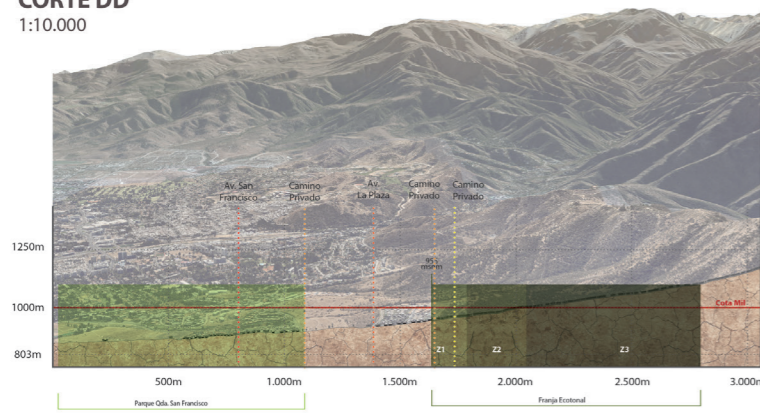 CORTE DD
1:10.000
Av. San
Francisco
Camino
Privado
Av.
La Plaza
Camino
Privado
Camino
Privado
1250m
1000m
803m
Cota Mil
Z1
Z2
Z3
500m
1.000m
1.500m
2.000m
2.500m
3.000m
Parque Qda. San Francisco
Franja Ecotonal